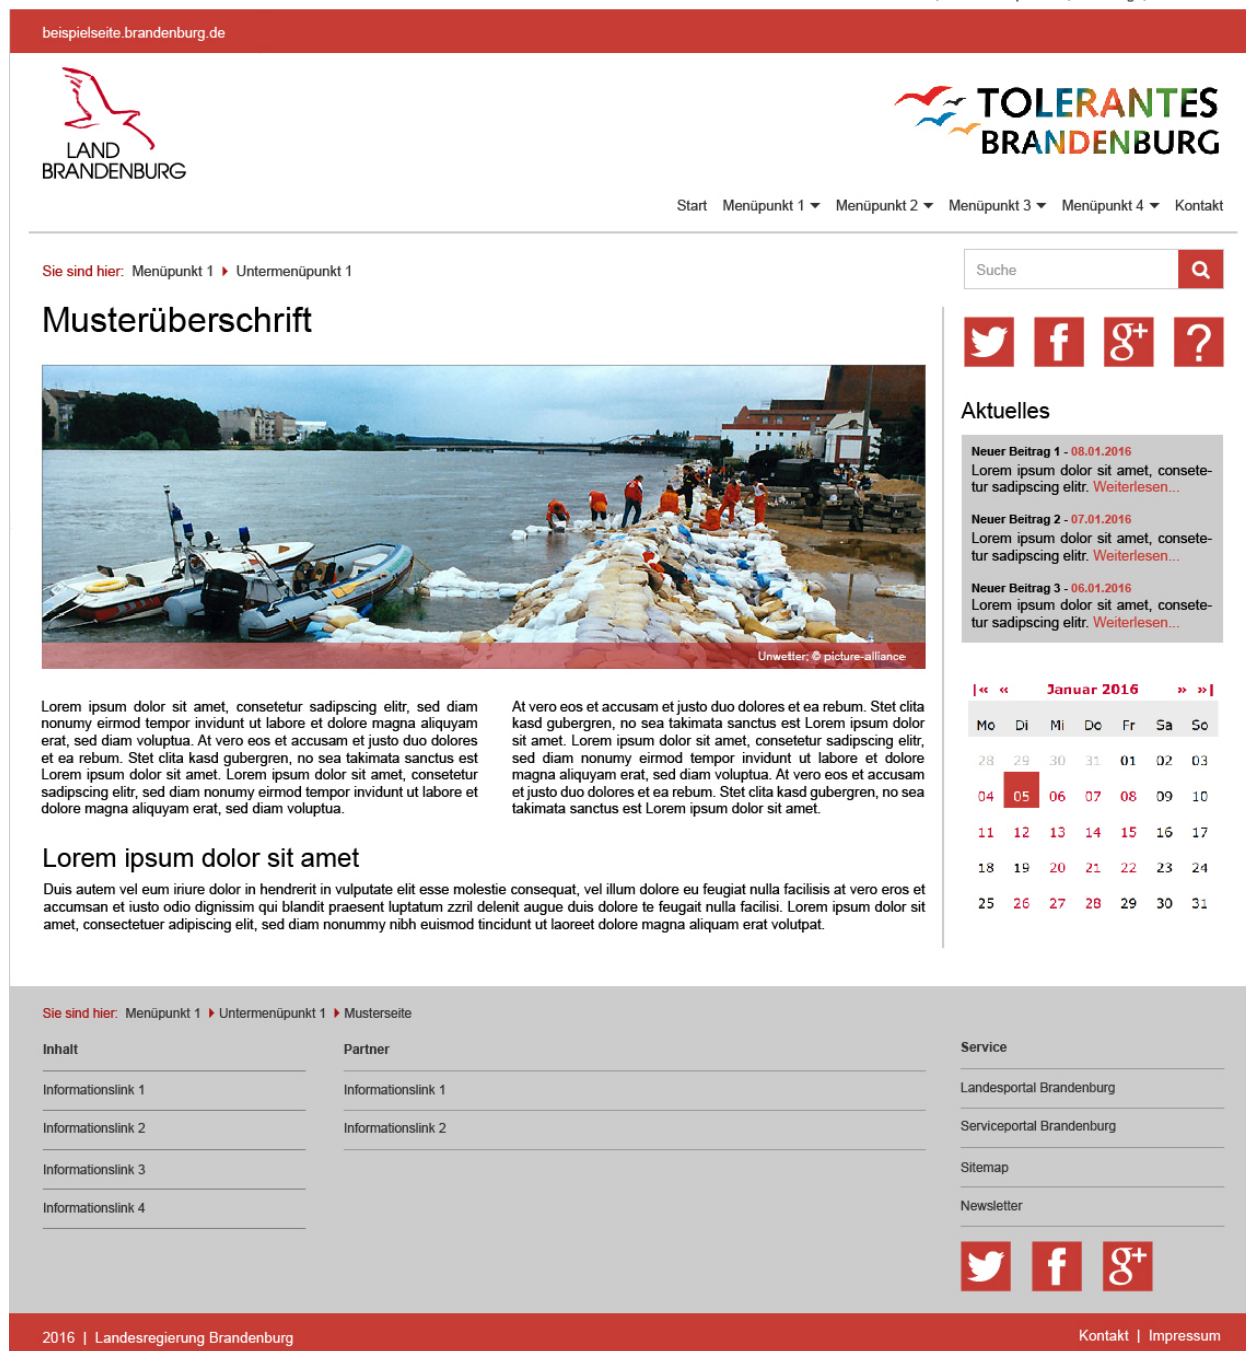 beispielseite.brandenburg.de
LAND
BRANDENBURG
TOLERANTES
BRANDENBURG
Start Menüpunkt 1 Menüpunkt 2 Menüpunkt 3 Menüpunkt 4 Kontakt
Sie sind hier: Menüpunkt 1 Untermenüpunkt 1
Suche
Musterüberschrift
Unwetter; © picture-alliance
Lorem ipsum dolor sit amet, consetetur sadipscing elitr, sed diam
nonumy eirmod tempor invidunt ut labore et dolore magna aliquyam
erat, sed diam voluptua. At vero eos et accusam et justo duo dolores
et ea rebum. Stet clita kasd gubergren, no sea takimata sanctus est
Lorem ipsum dolor sit amet. Lorem ipsum dolor sit amet, consetetur
sadipscing elitr, sed diam nonumy eirmod tempor invidunt ut labore et
dolore magna aliquyam erat, sed diam voluptua.
At vero eos et accusam et justo duo dolores et ea rebum. Stet clita
kasd gubergren, no sea takimata sanctus est Lorem ipsum dolor
sit amet. Lorem ipsum dolor sit amet, consetetur sadipscing elitr,
sed diam nonumy eirmod tempor invidunt ut labore et dolore
magna aliquyam erat, sed diam voluptua. At vero eos et accusam
et justo duo dolores et ea rebum. Stet clita kasd gubergren, no sea
takimata sanctus est Lorem ipsum dolor sit amet.
Lorem ipsum dolor sit amet
Duis autem vel eum iriure dolor in hendrerit in vulputate elit esse molestie consequat, vel illum dolore eu feugiat nulla facilisis at vero eros et
accumsan et iusto odio dignissim qui blandit praesent luptatum zzril delenit augue duis dolore te feugait nulla facilisi. Lorem ipsum dolor sit
amet, consectetuer adipiscing elit, sed diam nonummy nibh euismod tincidunt ut laoreet dolore magna aliquam erat volutpat.
f g+ ?
Aktuelles
Neuer Beitrag 1 - 08.01.2016
Lorem ipsum dolor sit amet, consete-
tur sadipscing elitr. Weiterlesen...
Neuer Beitrag 2 - 07.01.2016
Lorem ipsum dolor sit amet, consete-
tur sadipscing elitr. Weiterlesen...
Neuer Beitrag 3 - 06.01.2016
Lorem ipsum dolor sit amet, consete-
tur sadipscing elitr. Weiterlesen...
|« « Januar 2016 » »|
Mo Di Mi Do Fr Sa So
28 29 30 31 01 02 03
04 05 06 07 08 09 10
11 12 13 14 15 16 17
18 19 20 21 22 23 24
25 26 27 28 29 30 31
Sie sind hier: Menüpunkt 1 Untermenüpunkt 1 Musterseite
Inhalt
Informationslink 1
Informationslink 2
Informationslink 3
Informationslink 4
Partner
Informationslink 1
Informationslink 2
Service
Landesportal Brandenburg
Serviceportal Brandenburg
Sitemap
Newsletter
f g+
2016 | Landesregierung Brandenburg
Kontakt | Impressum